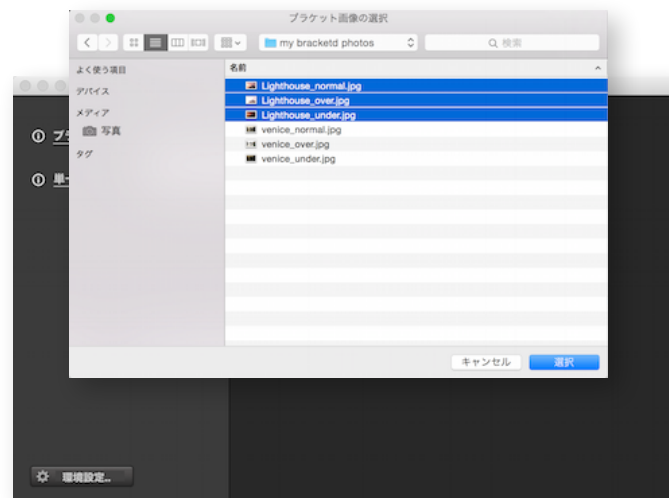 ブラケット画像の選択
my bracketd photos
検索
よく使う項目
デバイス
メディア
写真
タグ
名前
Lighthouse_normal.jpg
Lighthouse_over.jpg
Lighthouse_under.jpg
venice_normal.jpg
venice_over.jpg
venice_under.jpg
キャンセル
選択
ブ
単一
環境設定..